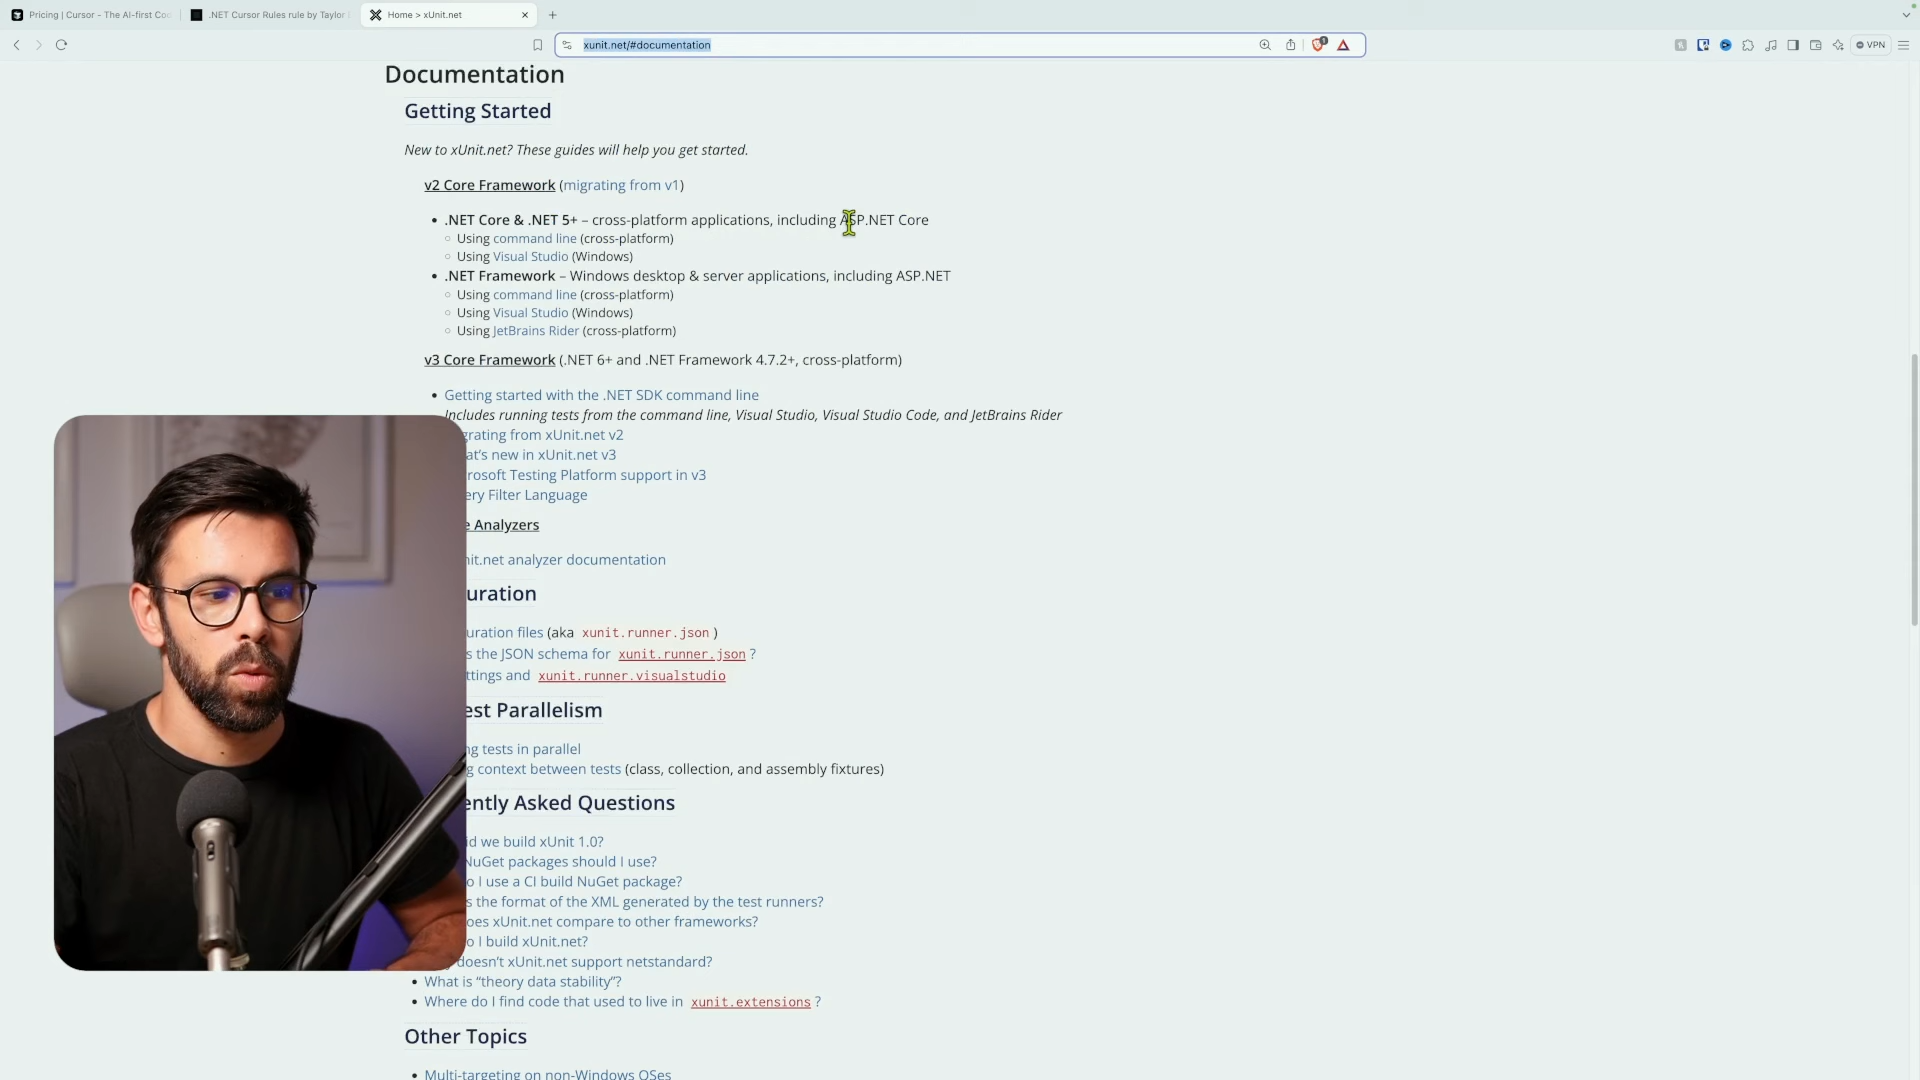 Pricing | Cursor - The AI-first Co
.NET Cursor Rules rule by Taylor
Home > xUnit.net
xunit.net/#documentation
VPN
Documentation
Getting Started
New to xUnit.net? These guides will help you get started.
v2 Core Framework (migrating from v1)
.NET Core & .NET 5+ – cross-platform applications, including ASP.NET Core
Using command line (cross-platform)
Using Visual Studio (Windows)
.NET Framework – Windows desktop & server applications, including ASP.NET
Using command line (cross-platform)
Using Visual Studio (Windows)
Using JetBrains Rider (cross-platform)
v3 Core Framework (.NET 6+ and .NET Framework 4.7.2+, cross-platform)
Getting started with the .NET SDK command line
Includes running tests from the command line, Visual Studio, Visual Studio Code, and JetBrains Rider
grating from xUnit.net v2
at's new in xUnit.net v3
rosoft Testing Platform support in v3
ery Filter Language
e Analyzers
nit.net analyzer documentation
uration
uration files (aka xunit.runner.json )
s the JSON schema for xunit.runner.json ?
ttings and xunit.runner.visualstudio
est Parallelism
ng tests in parallel
g context between tests (class, collection, and assembly fixtures)
ently Asked Questions
id we build xUnit 1.0?
NuGet packages should I use?
o I use a CI build NuGet package?
s the format of the XML generated by the test runners?
oes xUnit.net compare to other frameworks?
o I build xUnit.net?
doesn't xUnit.net support netstandard?
What is “theory data stability”?
Where do I find code that used to live in xunit.extensions ?
Other Topics
Multi-targeting on non-Windows OSes